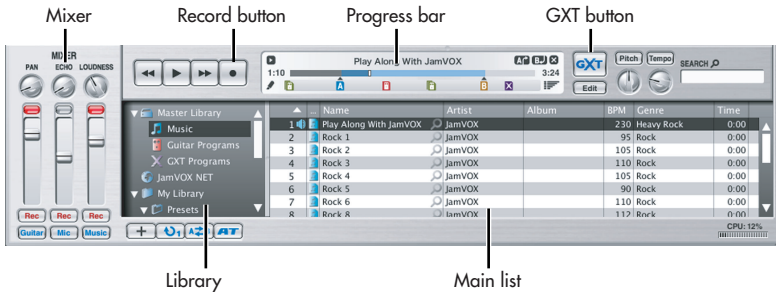 Mixer Record button Progress bar GXT button
MIXER
PAN ECHO LOUDNESS
Play Along With JamVOX
1:10 3:24
A B
A B X
GXT
Edit
Pitch Tempo SEARCH
Master Library
Music
Guitar Programs
GXT Programs
JamVOX NET
My Library
Presets
Name Artist Album BPM Genre Time
1 Play Along With JamVOX JamVOX 230 Heavy Rock 0:00
2 Rock 1 JamVOX 95 Rock 0:00
3 Rock 2 JamVOX 105 Rock 0:00
4 Rock 3 JamVOX 110 Rock 0:00
5 Rock 4 JamVOX 105 Rock 0:00
6 Rock 5 JamVOX 90 Rock 0:00
7 Rock 6 JamVOX 110 Rock 0:00
8 Rock 8 JamVOX 112 Rock 0:00
Rec Rec Rec
Guitar Mic Music
+ 1 A Z AT
CPU: 12%
Library Main list